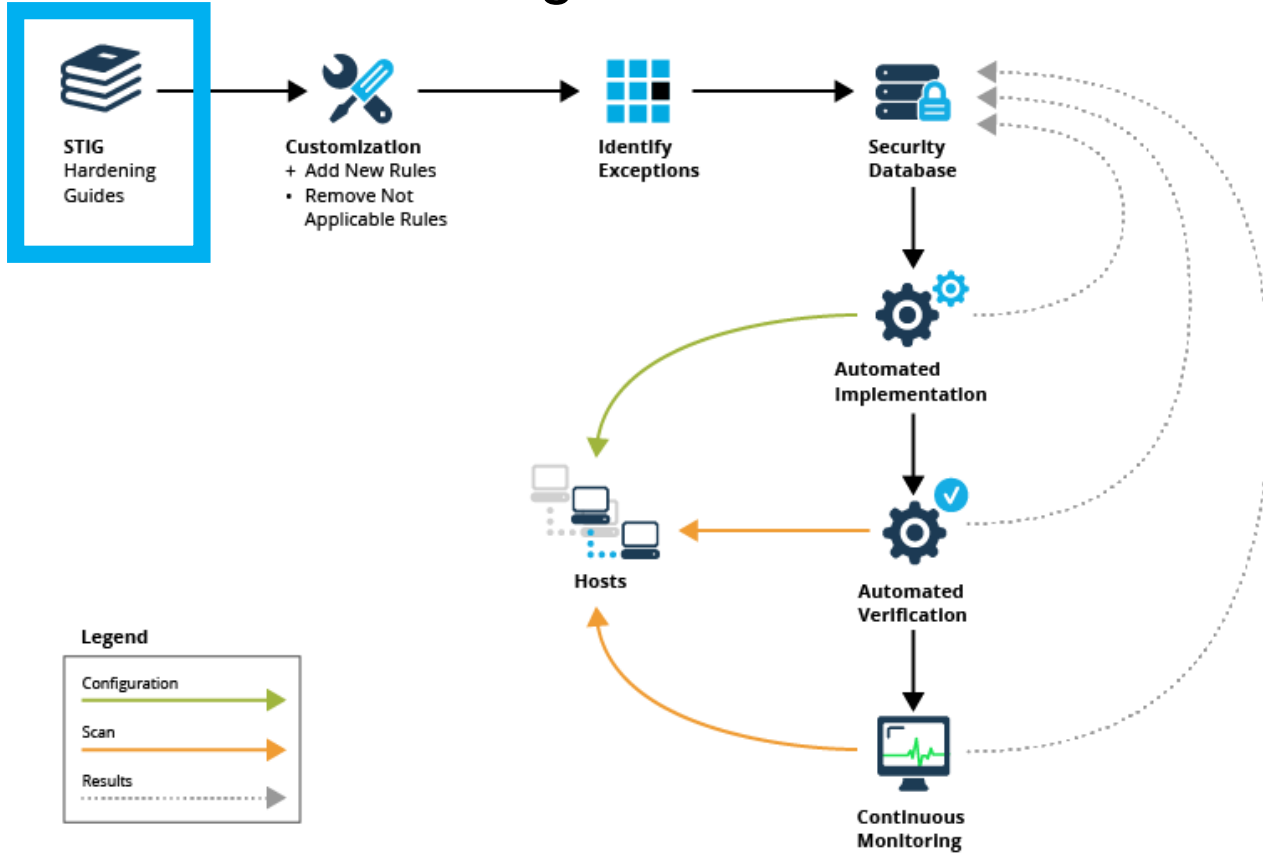 STIG
Hardening
Guides
Customization
+ Add New Rules
• Remove Not
Applicable Rules
Identify
Exceptions
Security
Database
Automated
Implementation
Hosts
Automated
Verification
Continuous
Monitoring
Legend
Configuration
Scan
Results